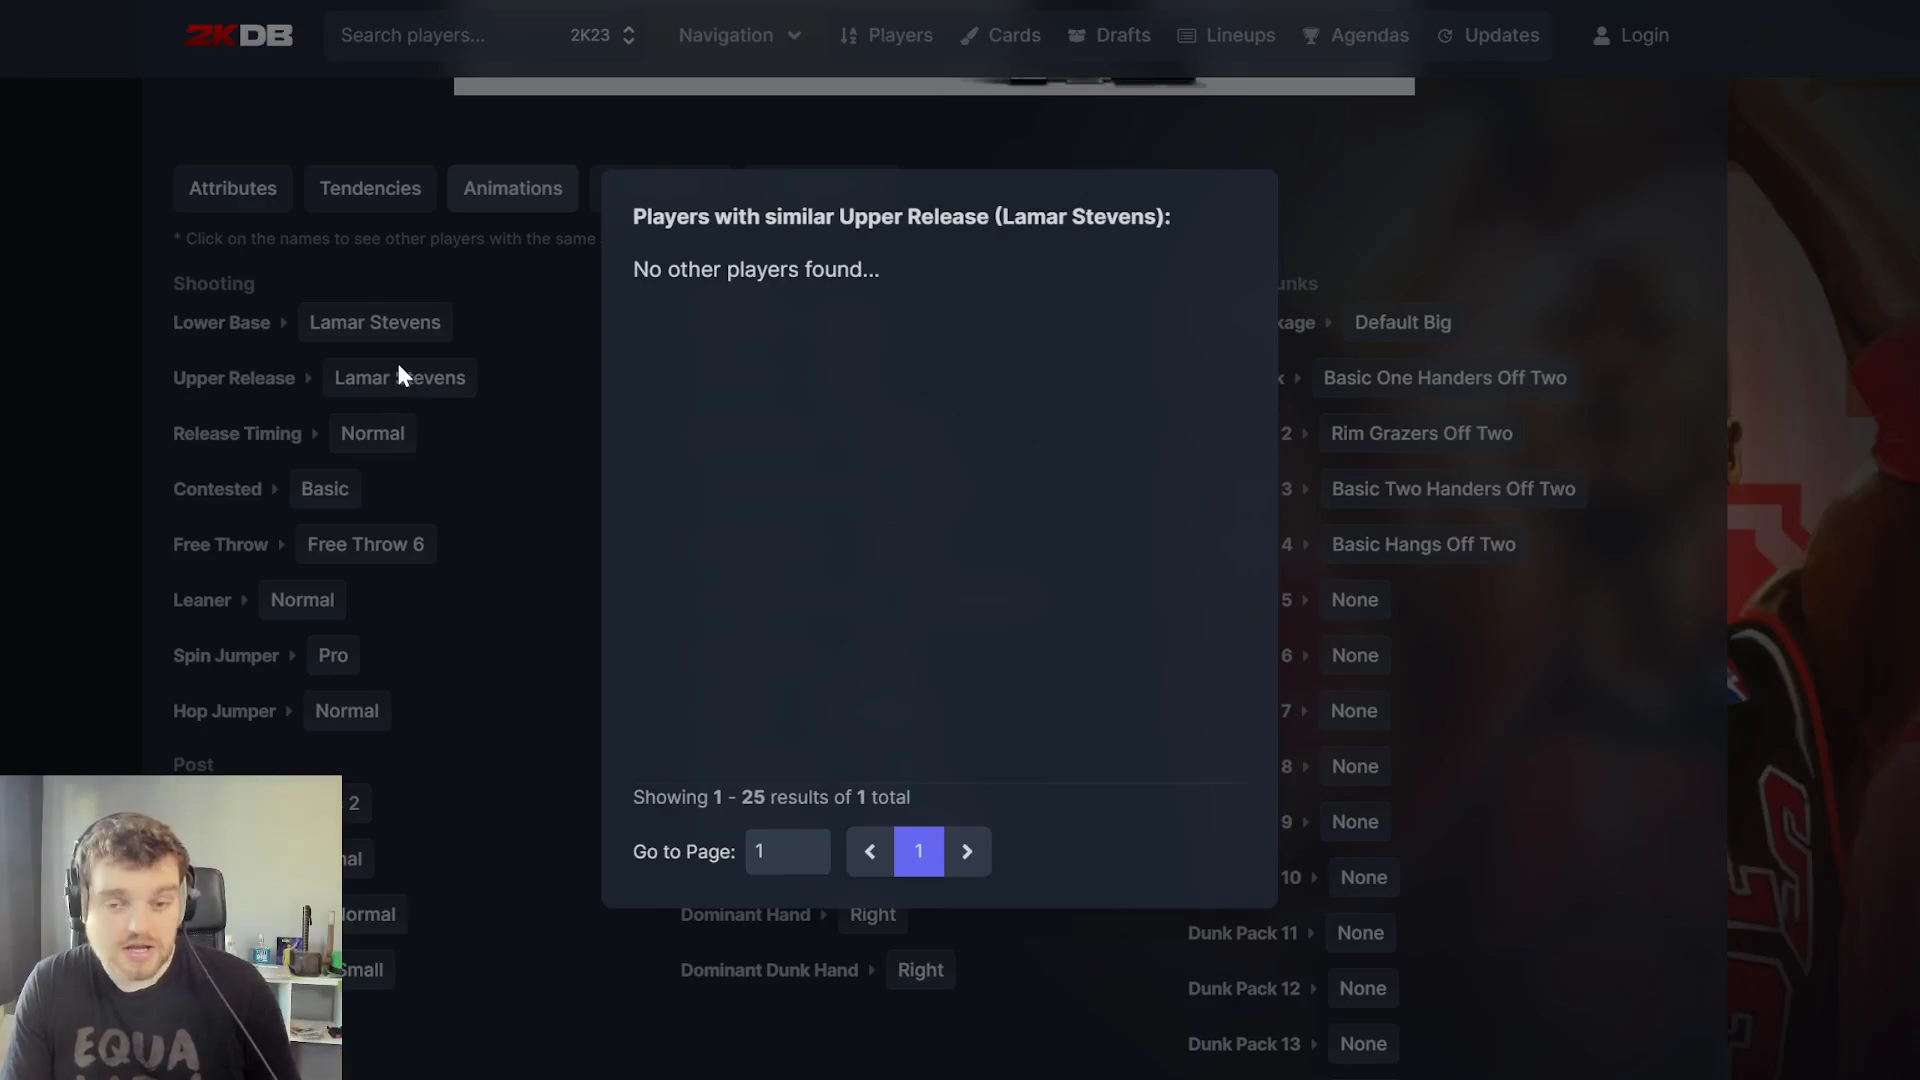 2KDB
Search players...
2K23
Navigation
Players
Cards
Drafts
Lineups
Agendas
Updates
Login
Attributes
Tendencies
Animations
* Click on the names to see other players with the same
Shooting
Lower Base
Lamar Stevens
Upper Release
Lamar Stevens
Release Timing
Normal
Contested
Basic
Free Throw
Free Throw 6
Leaner
Normal
Spin Jumper
Pro
Hop Jumper
Normal
Post
2
Small
Players with similar Upper Release (Lamar Stevens):
No other players found...
Showing 1 - 25 results of 1 total
Go to Page:
1
1
Dominant Hand
Right
Dominant Dunk Hand
Right
Default Big
Basic One Handers Off Two
2
Rim Grazers Off Two
3
Basic Two Handers Off Two
4
Basic Hangs Off Two
5
None
6
None
7
None
8
None
9
None
10
None
Dunk Pack 11
None
Dunk Pack 12
None
Dunk Pack 13
None
EQUA